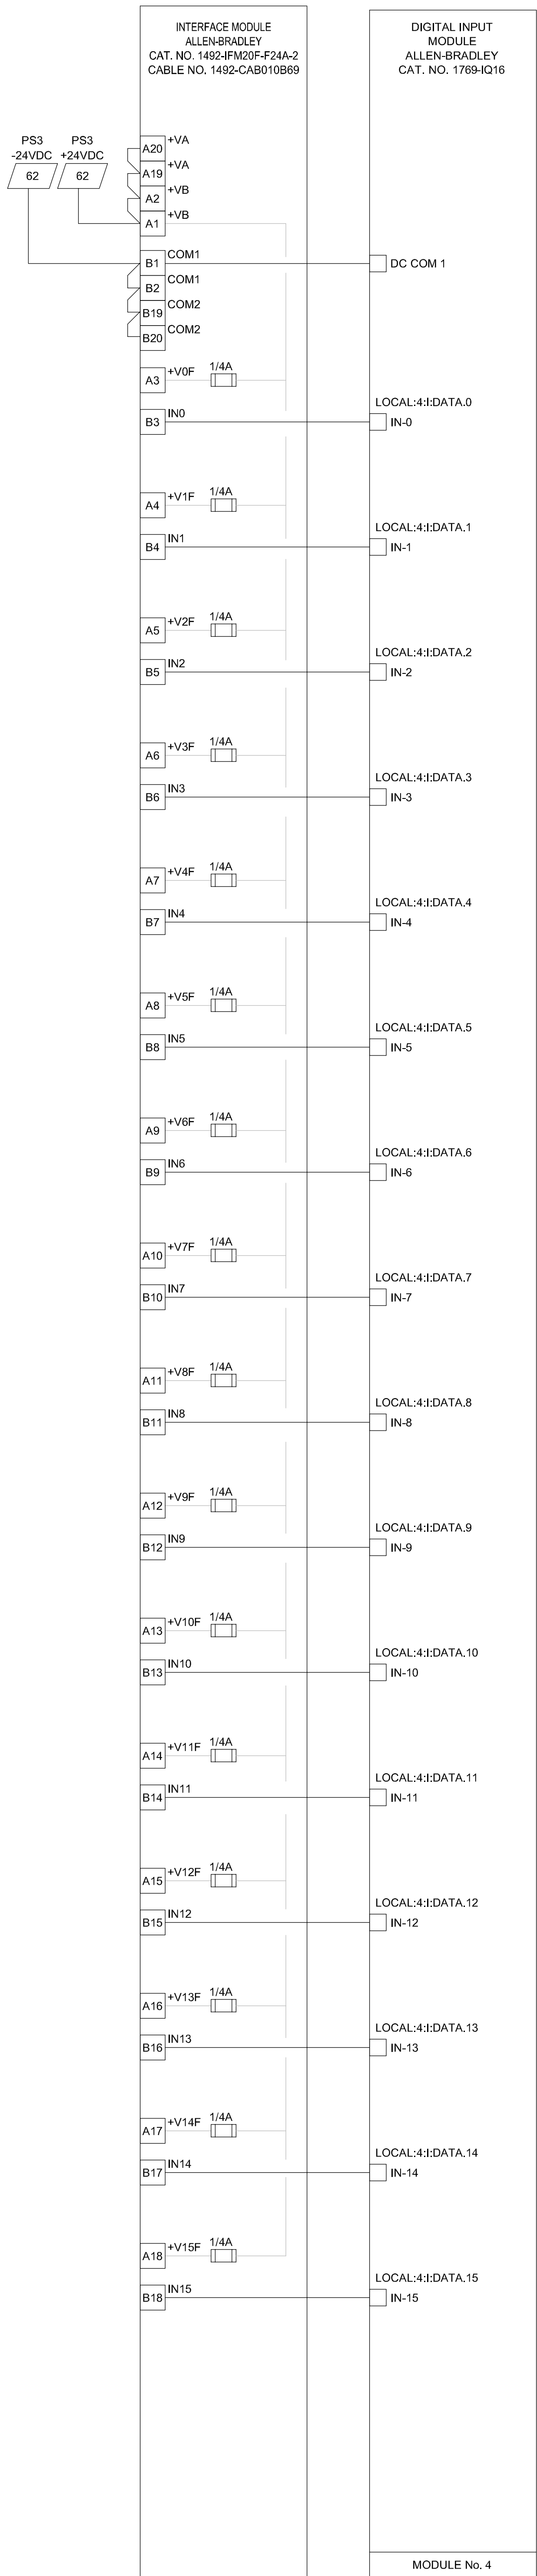 INTERFACE MODULE
ALLEN-BRADLEY
CAT. NO. 1492-IFM20F-F24A-2
CABLE NO. 1492-CAB010B69
DIGITAL INPUT
MODULE
ALLEN-BRADLEY
CAT. NO. 1769-IQ16
PS3
-24VDC
62
PS3
+24VDC
62
A20 +VA
A19 +VA
A2 +VB
A1 +VB
B1 COM1
DC COM 1
B2 COM1
B19 COM2
B20 COM2
A3 +V0F 1/4A
LOCAL:4:I:DATA.0
B3 IN0
IN-0
A4 +V1F 1/4A
LOCAL:4:I:DATA.1
B4 IN1
IN-1
A5 +V2F 1/4A
LOCAL:4:I:DATA.2
B5 IN2
IN-2
A6 +V3F 1/4A
LOCAL:4:I:DATA.3
B6 IN3
IN-3
A7 +V4F 1/4A
LOCAL:4:I:DATA.4
B7 IN4
IN-4
A8 +V5F 1/4A
LOCAL:4:I:DATA.5
B8 IN5
IN-5
A9 +V6F 1/4A
LOCAL:4:I:DATA.6
B9 IN6
IN-6
A10 +V7F 1/4A
LOCAL:4:I:DATA.7
B10 IN7
IN-7
A11 +V8F 1/4A
LOCAL:4:I:DATA.8
B11 IN8
IN-8
A12 +V9F 1/4A
LOCAL:4:I:DATA.9
B12 IN9
IN-9
A13 +V10F 1/4A
LOCAL:4:I:DATA.10
B13 IN10
IN-10
A14 +V11F 1/4A
LOCAL:4:I:DATA.11
B14 IN11
IN-11
A15 +V12F 1/4A
LOCAL:4:I:DATA.12
B15 IN12
IN-12
A16 +V13F 1/4A
LOCAL:4:I:DATA.13
B16 IN13
IN-13
A17 +V14F 1/4A
LOCAL:4:I:DATA.14
B17 IN14
IN-14
A18 +V15F 1/4A
LOCAL:4:I:DATA.15
B18 IN15
IN-15
MODULE No. 4